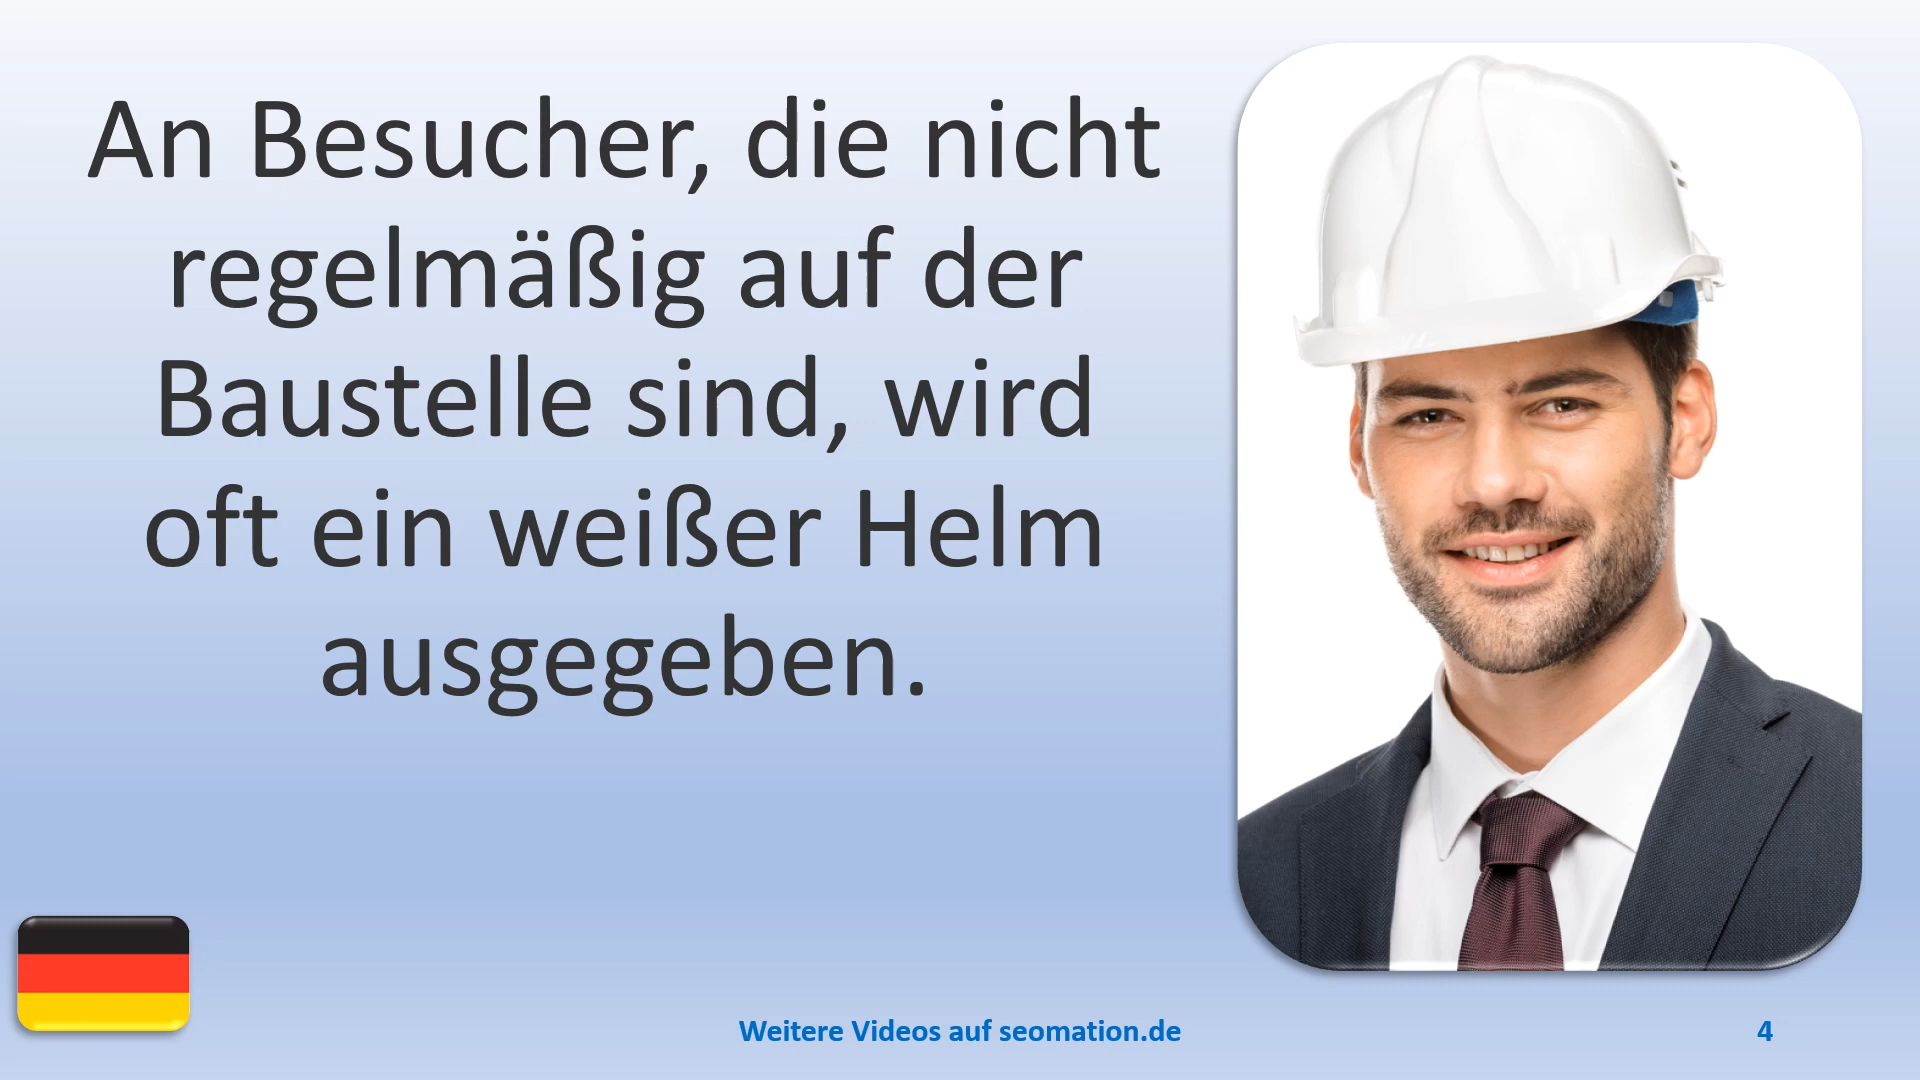 An Besucher, die nicht
regelmäßig auf der
Baustelle sind, wird
oft ein weißer Helm
ausgegeben.
Weitere Videos auf seomation.de
4